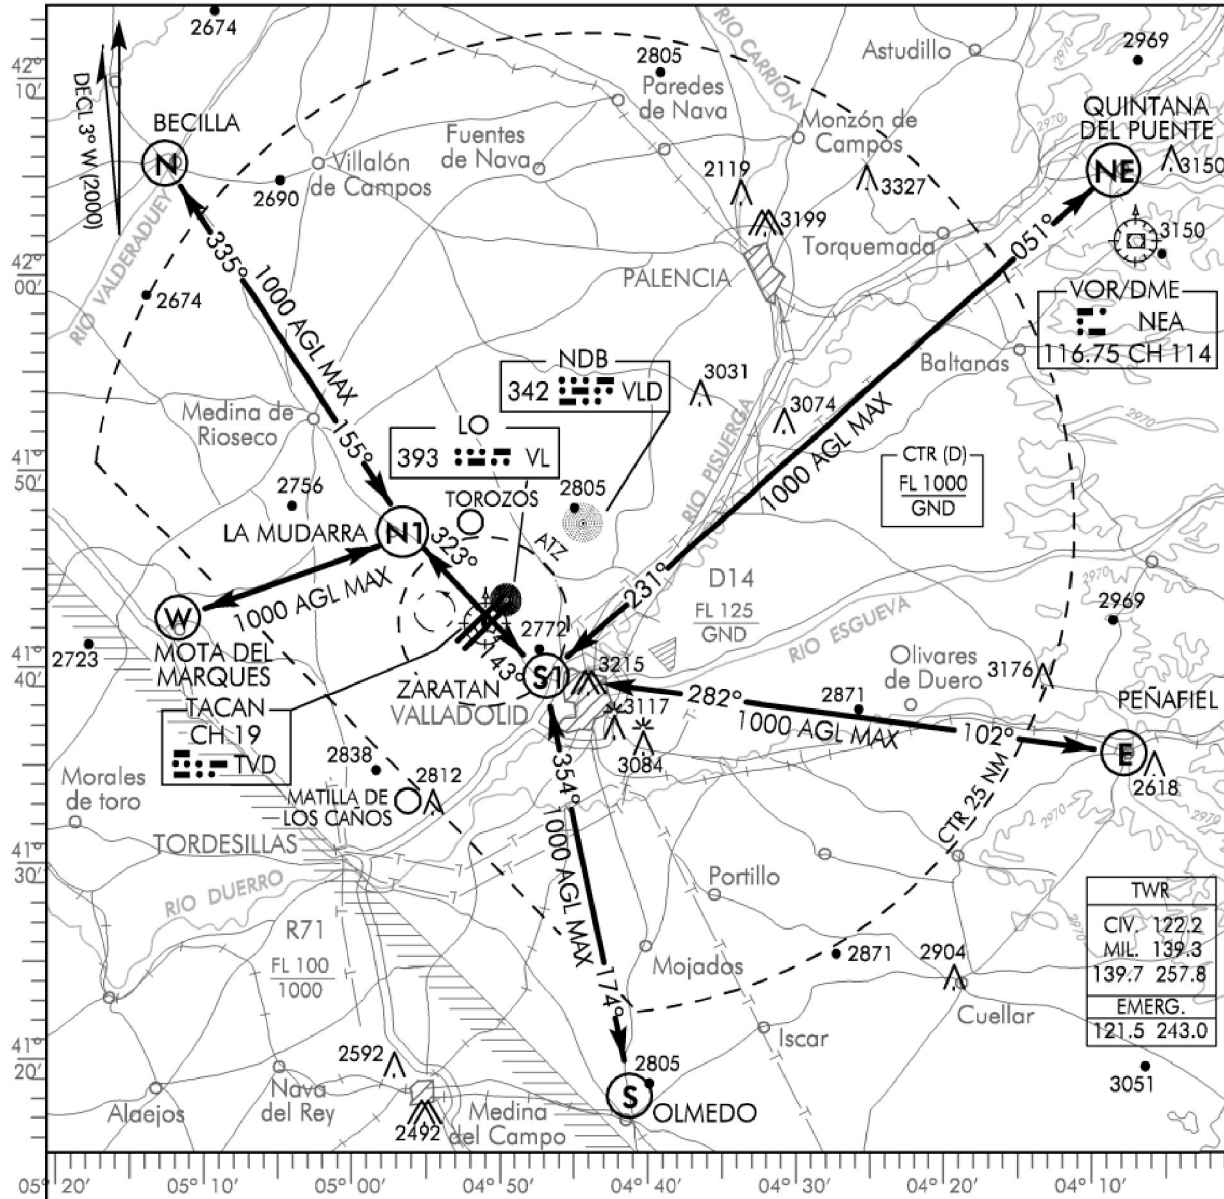 2674
2805
2969
RIO CARRION
Astudillo
42°
10'
DECL 3° W (2000)
Paredes
de Nava
BECILLA
QUINTANA
DEL PUENTE
2970
Fuentes
de Nava
Monzón de
Campos
N
Villalón
de Campos
NE
3150
2690
2119
3327
RIO VALDERADUEY
3199
Torquemada
3150
335°
051°
42°
00'
1000 AGL MAX
PALENCIA
2674
VOR/DME
NEA
116.75 CH 114
NDB
342 VLD
3031
Baltanas
3074
Medina de
Rioseco
2970
155°
LO
393 VL
RIO PISUERGA
1000 AGL MAX
CTR (D)
FL 1000
GND
41°
50'
2756
TOROZOS
2805
LA MUDARRA
N1
323°
ATZ
1000 AGL MAX
231°
D14
FL 125
GND
2970
W
2969
MOTA DEL
MARQUES
2723
RIO ESGUEVA
2772
143°
S1
3215
41°
40'
Olivares
de Duero
3176
ZARATAN
VALLADOLID
282°
2871
PEÑAFIEL
TACAN
CH.19
TVD
3117
1000 AGL MAX
102°
E
3084
2618
2838
2812
354°
Morales
de toro
MATILLA DE
LOS CAÑOS
CTR 25 NM
2970
TORDESILLAS
1000 AGL MAX
41°
30'
RIO DUERRO
Portillo
R71
FL 100
1000
TWR
CIV. 122.2
MIL. 139.3
139.7 257.8
EMERG.
121.5 243.0
Mojados
2871
2904
174°
Cuellar
Iscar
41°
20'
2592
2805
3051
S
OLMEDO
Alaejos
Nava
del Rey
2492
Medina
del Campo
05° 20'
05° 10'
05° 00'
04° 50'
04° 40'
04° 30'
04° 20'
04° 10'